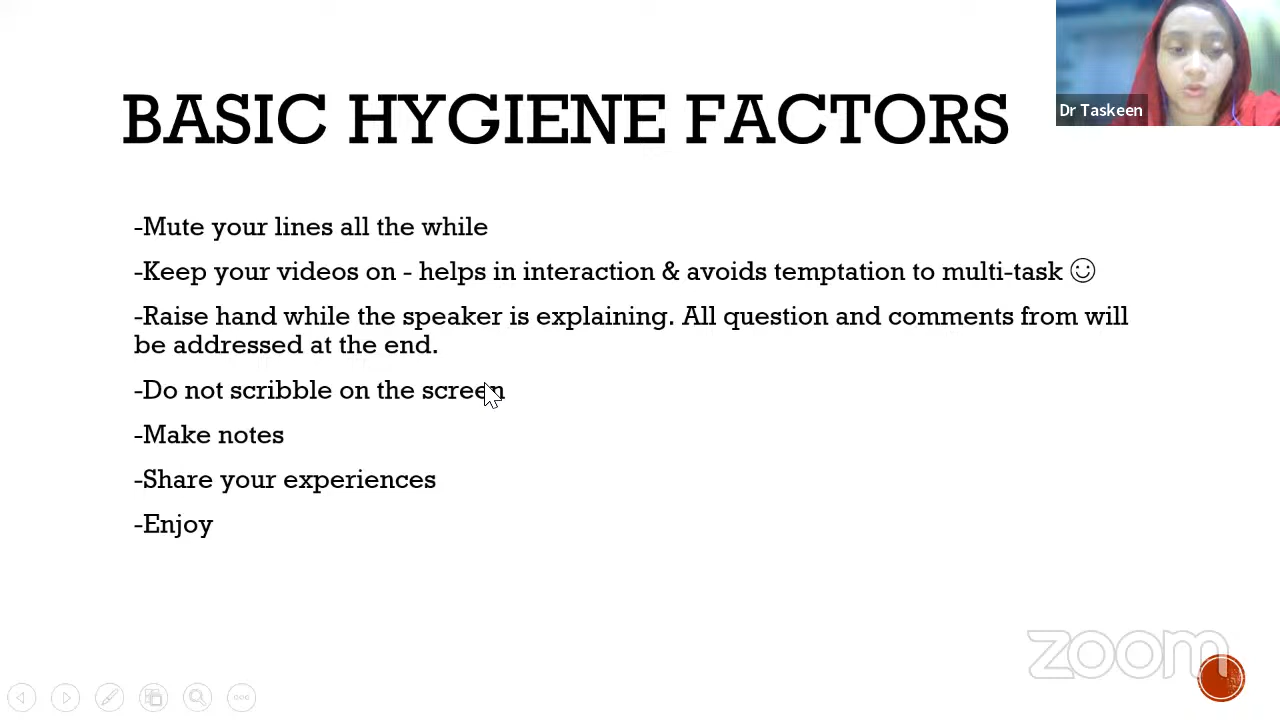 BASIC HYGIENE FACTORS
Dr Taskeen
-Mute your lines all the while
-Keep your videos on - helps in interaction & avoids temptation to multi-task ☺
-Raise hand while the speaker is explaining. All question and comments from will
be addressed at the end.
-Do not scribble on the screen
-Make notes
-Share your experiences
-Enjoy
zoom